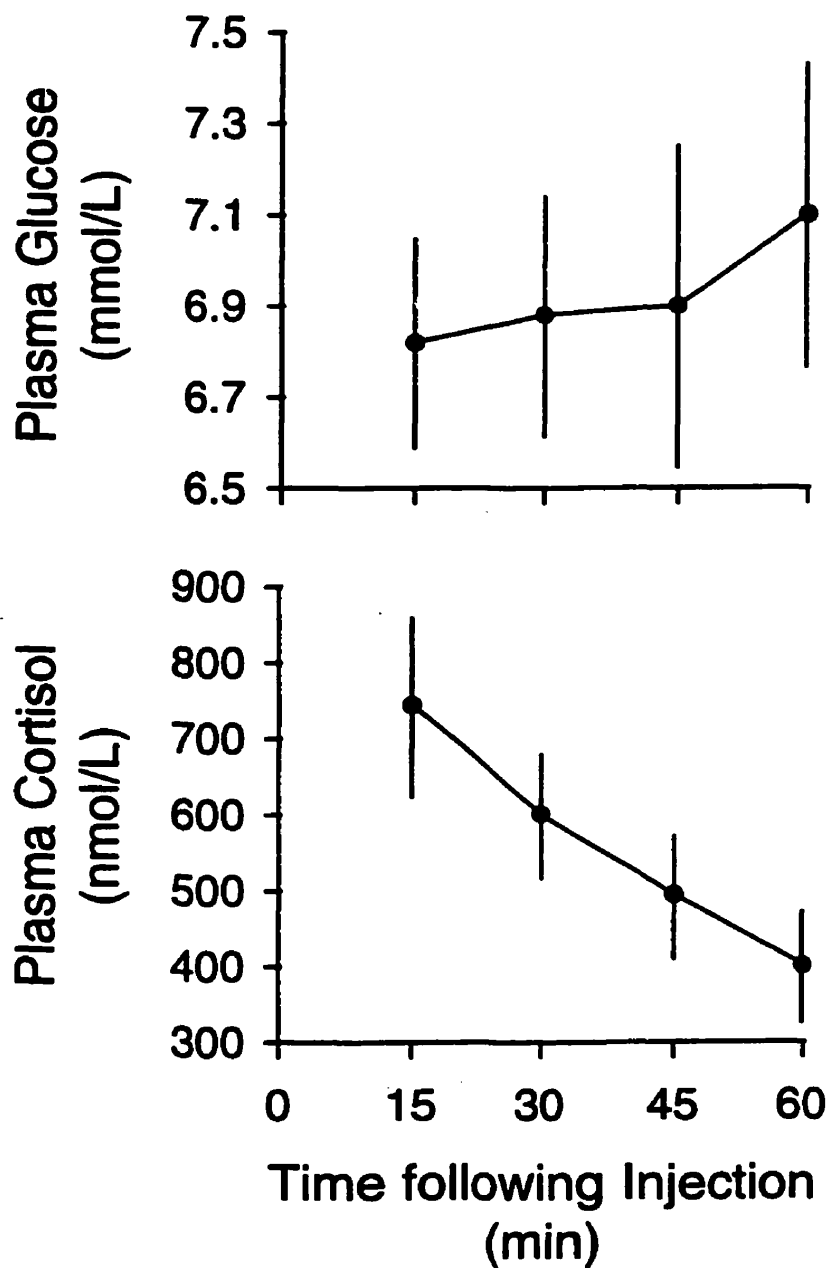 Plasma Glucose
(mmol/L)
7.5
7.3
7.1
6.9
6.7
6.5
Plasma Cortisol
(nmol/L)
900
800
700
600
500
400
300
0 15 30 45 60
Time following Injection
(min)